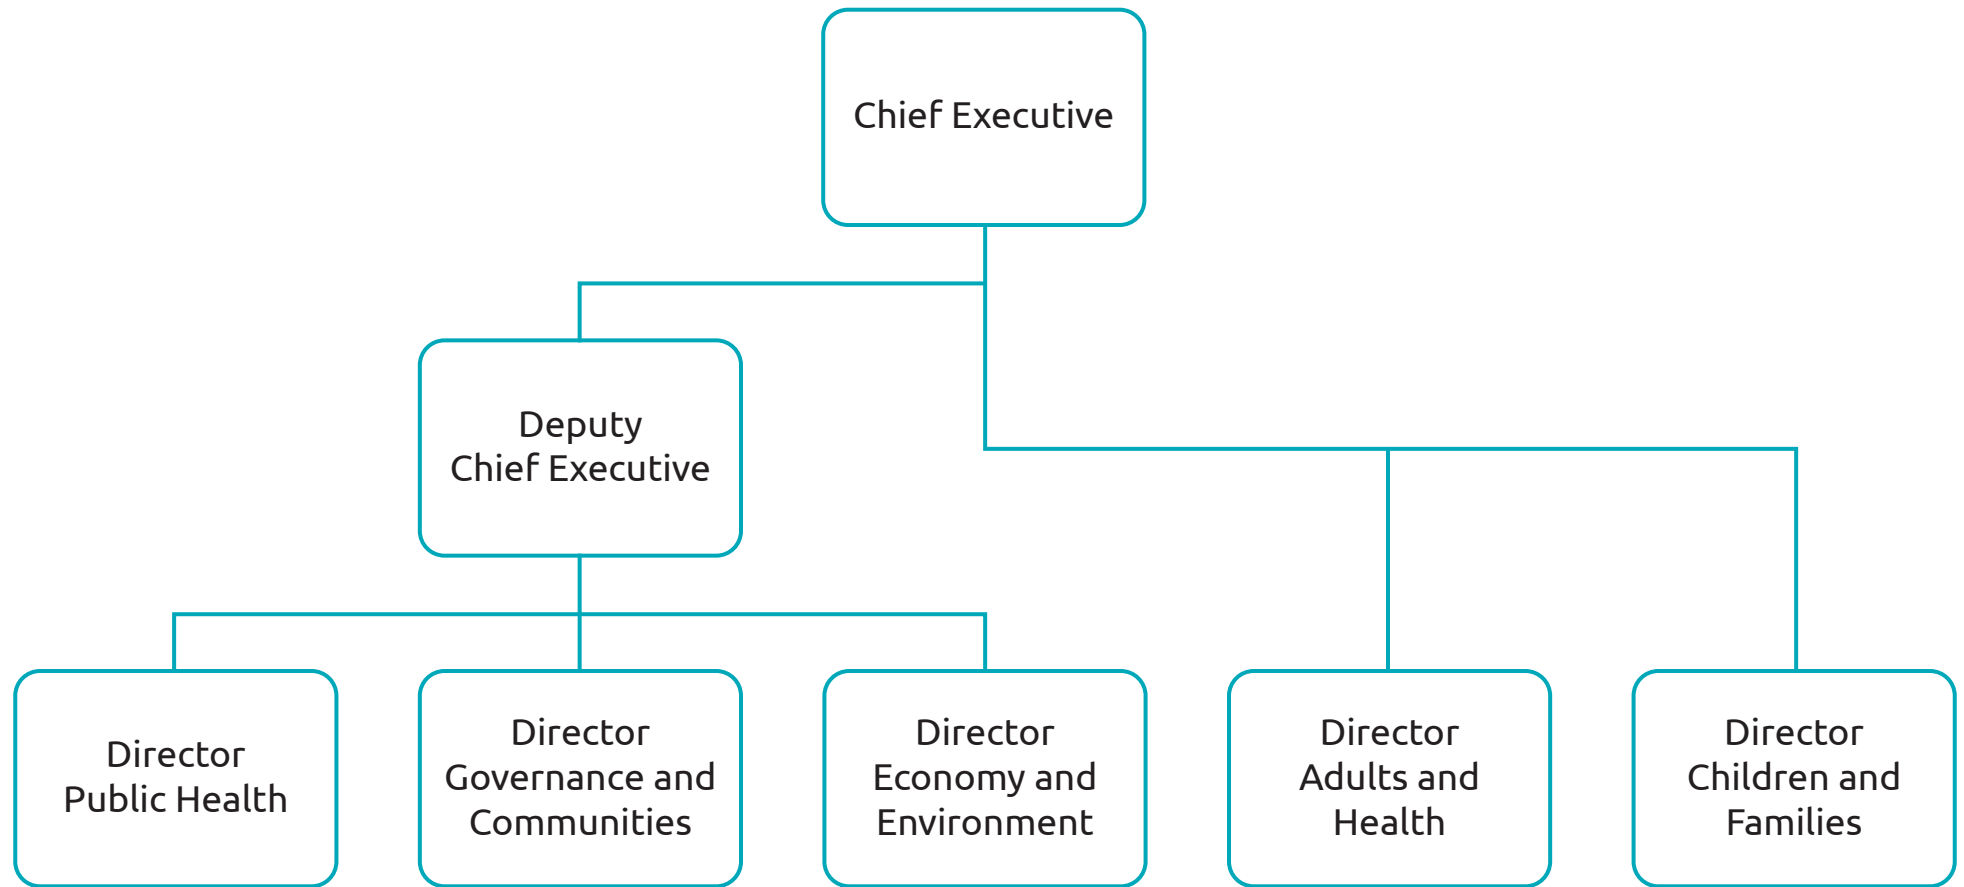 Chief Executive
Deputy
Chief Executive
Director
Public Health
Director
Governance and
Communities
Director
Economy and
Environment
Director
Adults and
Health
Director
Children and
Families